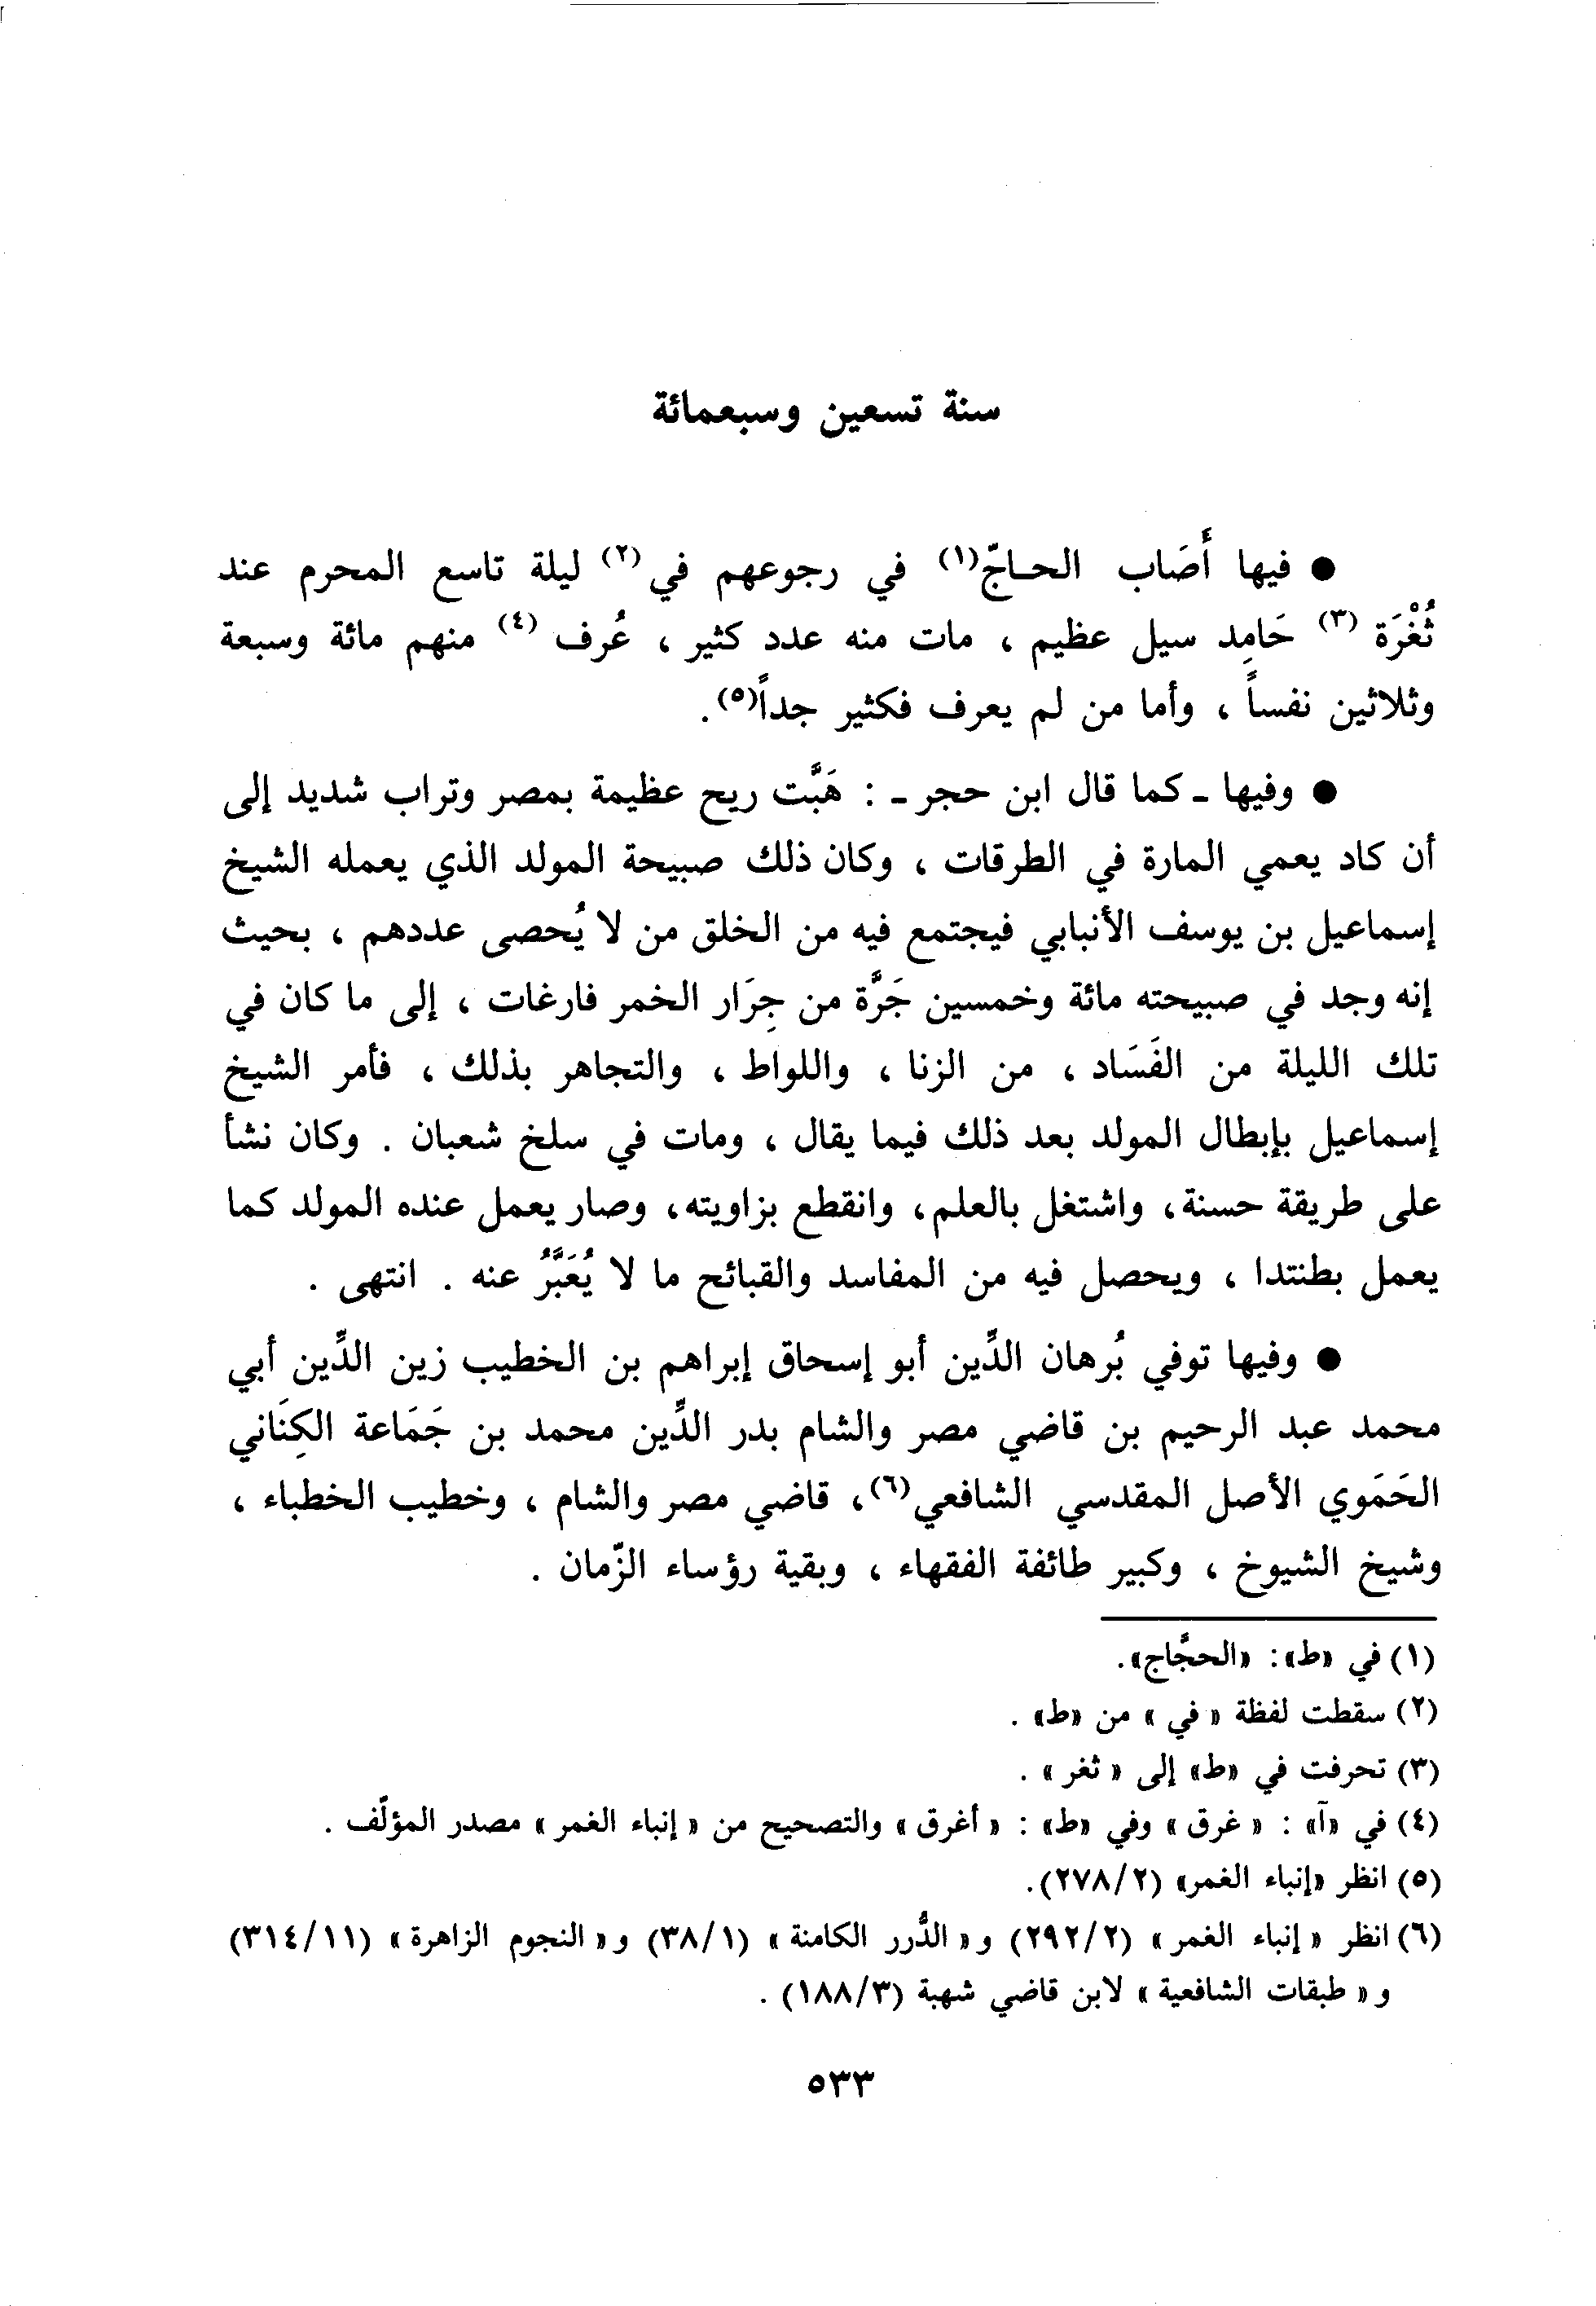 سنة تسعين وسبعمائة
● فيها أَصَاب الحـاجّ(١) في رجوعهم في(٢) ليلة تاسع المحرم عند
ثُغْرَة (٣) حَامِد سيل عظيم ، مات منه عدد كثير ، عُرف (٤) منهم مائة وسبعة
وثلاثين نفساً ، وأما من لم يعرف فكثير جداً(٥).
● وفيها ـ كما قال ابن حجر ـ : هَبَّت ريح عظيمة بمصر وتراب شديد إلى
أن كاد يعمي المارة في الطرقات ، وكان ذلك صبيحة المولد الذي يعمله الشيخ
إسماعيل بن يوسف الأنبابي فيجتمع فيه من الخلق من لا يُحصى عددهم ، بحيث
إنه وجد في صبيحته مائة وخمسين جَرَّة من جِرَار الخمر فارغات ، إلى ما كان في
تلك الليلة من الفَسَاد ، من الزنا ، واللواط ، والتجاهر بذلك ، فأمر الشيخ
إسماعيل بإبطال المولد بعد ذلك فيما يقال ، ومات في سلخ شعبان . وكان نشأ
على طريقة حسنة، واشتغل بالعلم، وانقطع بزاويته، وصار يعمل عنده المولد كما
يعمل بطنتدا ، ويحصل فيه من المفاسد والقبائح ما لا يُعَبَّرُ عنه . انتهى .
● وفيها توفي بُرهان الدِّين أبو إسحاق إبراهم بن الخطيب زين الدِّين أبي
محمد عبد الرحيم بن قاضي مصر والشام بدر الدِّين محمد بن جَمَاعة الكِنَاني
الحَمَوي الأصل المقدسي الشافعي(٦)، قاضي مصر والشام ، وخطيب الخطباء ،
وشيخ الشيوخ ، وكبير طائفة الفقهاء ، وبقية رؤساء الزّمان .
(١) في «ط»: «الحجَّاج».
(٢) سقطت لفظة « في » من «ط» .
(٣) تحرفت في «ط» إلى « ثغر » .
(٤) في «آ» : « غرق » وفي «ط» : « أغرق » والتصحيح من « إنباء الغمر » مصدر المؤلّف .
(٥) انظر «إنباء الغمر» (٢٧٨/٢).
(٦) انظر « إنباء الغمر » (٢٩٢/٢) و« الدُّرر الكامنة » (٣٨/١) و« النجوم الزاهرة » (٣١٤/١١)
و« طبقات الشافعية » لابن قاضي شهبة (١٨٨/٣) .
٥٣٣